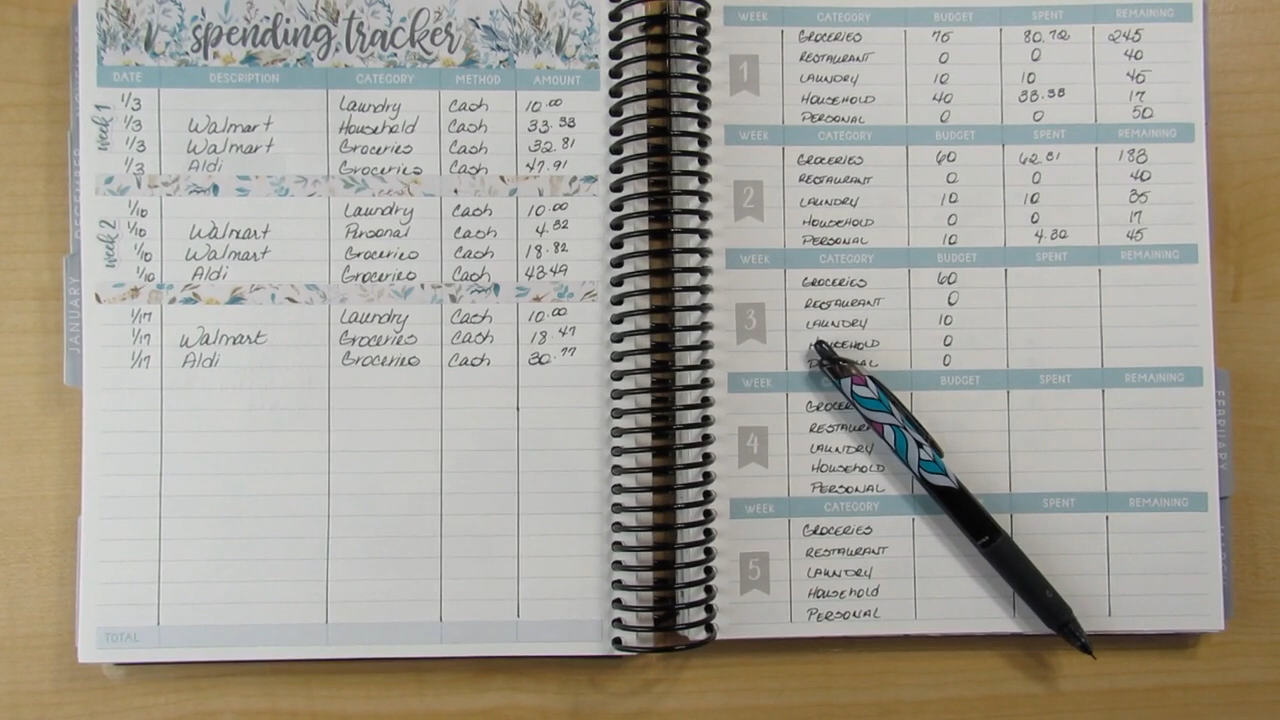 spending tracker
DATE DESCRIPTION CATEGORY METHOD AMOUNT
week 1
1/3 Laundry Cash 10.00
1/3 Walmart Household Cash 33.33
1/3 Walmart Groceries Cash 32.81
1/3 Aldi Groceries Cash 47.91
week 2
1/10 Laundry Cash 10.00
1/10 Walmart Personal Cash 4.32
1/10 Walmart Groceries Cash 18.82
1/10 Aldi Groceries Cash 43.49
1/17 Laundry Cash 10.00
1/17 Walmart Groceries Cash 18.47
1/17 Aldi Groceries Cash 30.77
TOTAL
JANUARY
DECEMBER
WEEK CATEGORY BUDGET SPENT REMAINING
1
GROCERIES 75 80.72 245
RESTAURANT 0 0 40
LAUNDRY 10 10 45
HOUSEHOLD 40 33.33 17
PERSONAL 0 0 50
WEEK CATEGORY BUDGET SPENT REMAINING
2
GROCERIES 60 62.31 183
RESTAURANT 0 0 40
LAUNDRY 10 10 35
HOUSEHOLD 0 0 17
PERSONAL 10 4.32 45
WEEK CATEGORY BUDGET SPENT REMAINING
3
GROCERIES 60
RESTAURANT 0
LAUNDRY 10
HOUSEHOLD 0
0
WEEK BUDGET SPENT REMAINING
4
LAUNDRY
HOUSEHOLD
PERSONAL
WEEK CATEGORY SPENT REMAINING
5
GROCERIES
RESTAURANT
LAUNDRY
HOUSEHOLD
PERSONAL
FEBRUARY